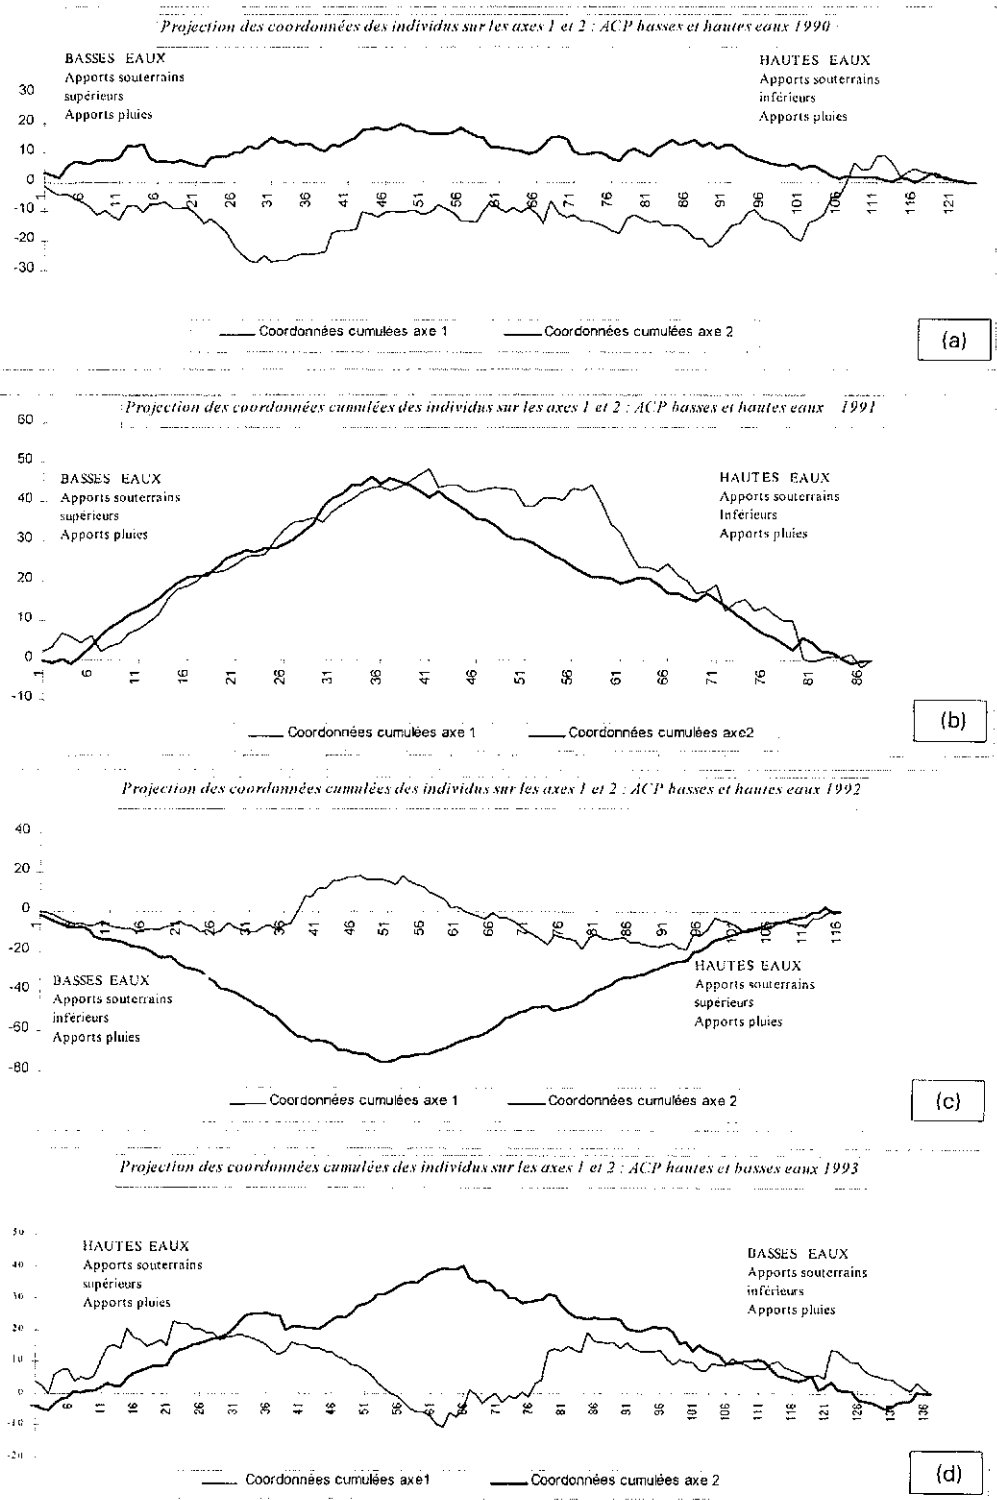 Projection des coordonnées des individus sur les axes 1 et 2 : ACP basses et hautes eaux 1990
BASSES EAUX
Apports souterrains
supérieurs
Apports pluies
HAUTES EAUX
Apports souterrains
inférieurs
Apports pluies
30
20
10
0
-10
-20
-30
1 6 11 16 21 26 31 36 41 46 51 56 61 66 71 76 81 86 91 96 101 106 111 116 121
Coordonnées cumulées axe 1 Coordonnées cumulées axe 2
(a)
Projection des coordonnées cumulées des individus sur les axes 1 et 2 : ACP basses et hautes eaux 1991
BASSES EAUX
Apports souterrains
supérieurs
Apports pluies
HAUTES EAUX
Apports souterrains
Inférieurs
Apports pluies
60
50
40
30
20
10
0
-10
1 6 11 16 21 26 31 36 41 46 51 56 61 66 71 76 81 86
Coordonnées cumulées axe 1 Coordonnées cumulées axe2
(b)
Projection des coordonnées cumulées des individus sur les axes 1 et 2 : ACP basses et hautes eaux 1992
40
20
0
-20
-40
-60
-80
1 6 11 16 21 26 31 36 41 46 51 56 61 66 71 76 81 86 91 96 101 106 111 116
BASSES EAUX
Apports souterrains
inférieurs
Apports pluies
HAUTES EAUX
Apports souterrains
supérieurs
Apports pluies
Coordonnées cumulées axe 1 Coordonnées cumulées axe 2
(c)
Projection des coordonnées cumulées des individus sur les axes 1 et 2 : ACP hautes et basses eaux 1993
HAUTES EAUX
Apports souterrains
supérieurs
Apports pluies
BASSES EAUX
Apports souterrains
inférieurs
Apports pluies
50
40
30
20
10
0
-10
-20
1 6 11 16 21 26 31 36 41 46 51 56 61 66 71 76 81 86 91 96 101 106 111 116 121 126 131 136
Coordonnées cumulées axe1 Coordonnées cumulées axe 2
(d)